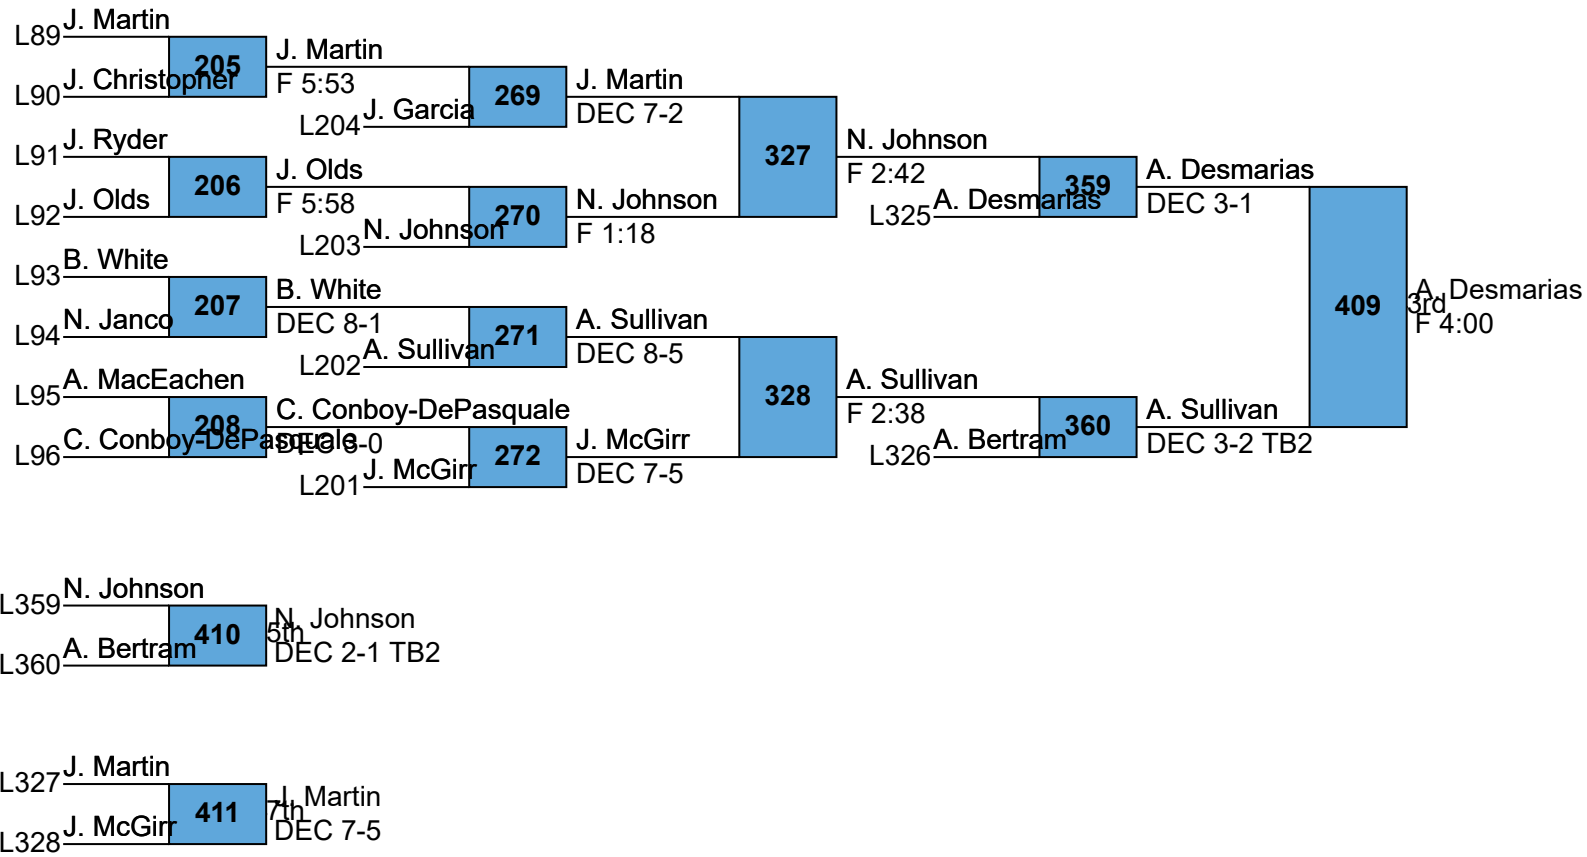 J. Martin
L89
205
J. Martin
J. Christopher
L90
F 5:53
269
J. Martin
J. Garcia
L204
DEC 7-2
J. Ryder
L91
206
J. Olds
J. Olds
L92
F 5:58
270
N. Johnson
N. Johnson
L203
F 1:18
327
N. Johnson
F 2:42
359
A. Desmarias
L325
A. Desmarias
DEC 3-1
B. White
L93
207
B. White
N. Janco
L94
DEC 8-1
271
A. Sullivan
A. Sullivan
L202
DEC 8-5
A. MacEachen
L95
208
C. Conboy-DePasquale
C. Conboy-DePasquale
L96
272
J. McGirr
J. McGirr
L201
DEC 7-5
328
A. Sullivan
F 2:38
360
A. Bertram
L326
A. Sullivan
DEC 3-2 TB2
409
A. Desmarias
3rd
F 4:00
N. Johnson
L359
410
N. Johnson
5th
A. Bertram
L360
DEC 2-1 TB2
J. Martin
L327
411
J. Martin
7th
J. McGirr
L328
DEC 7-5